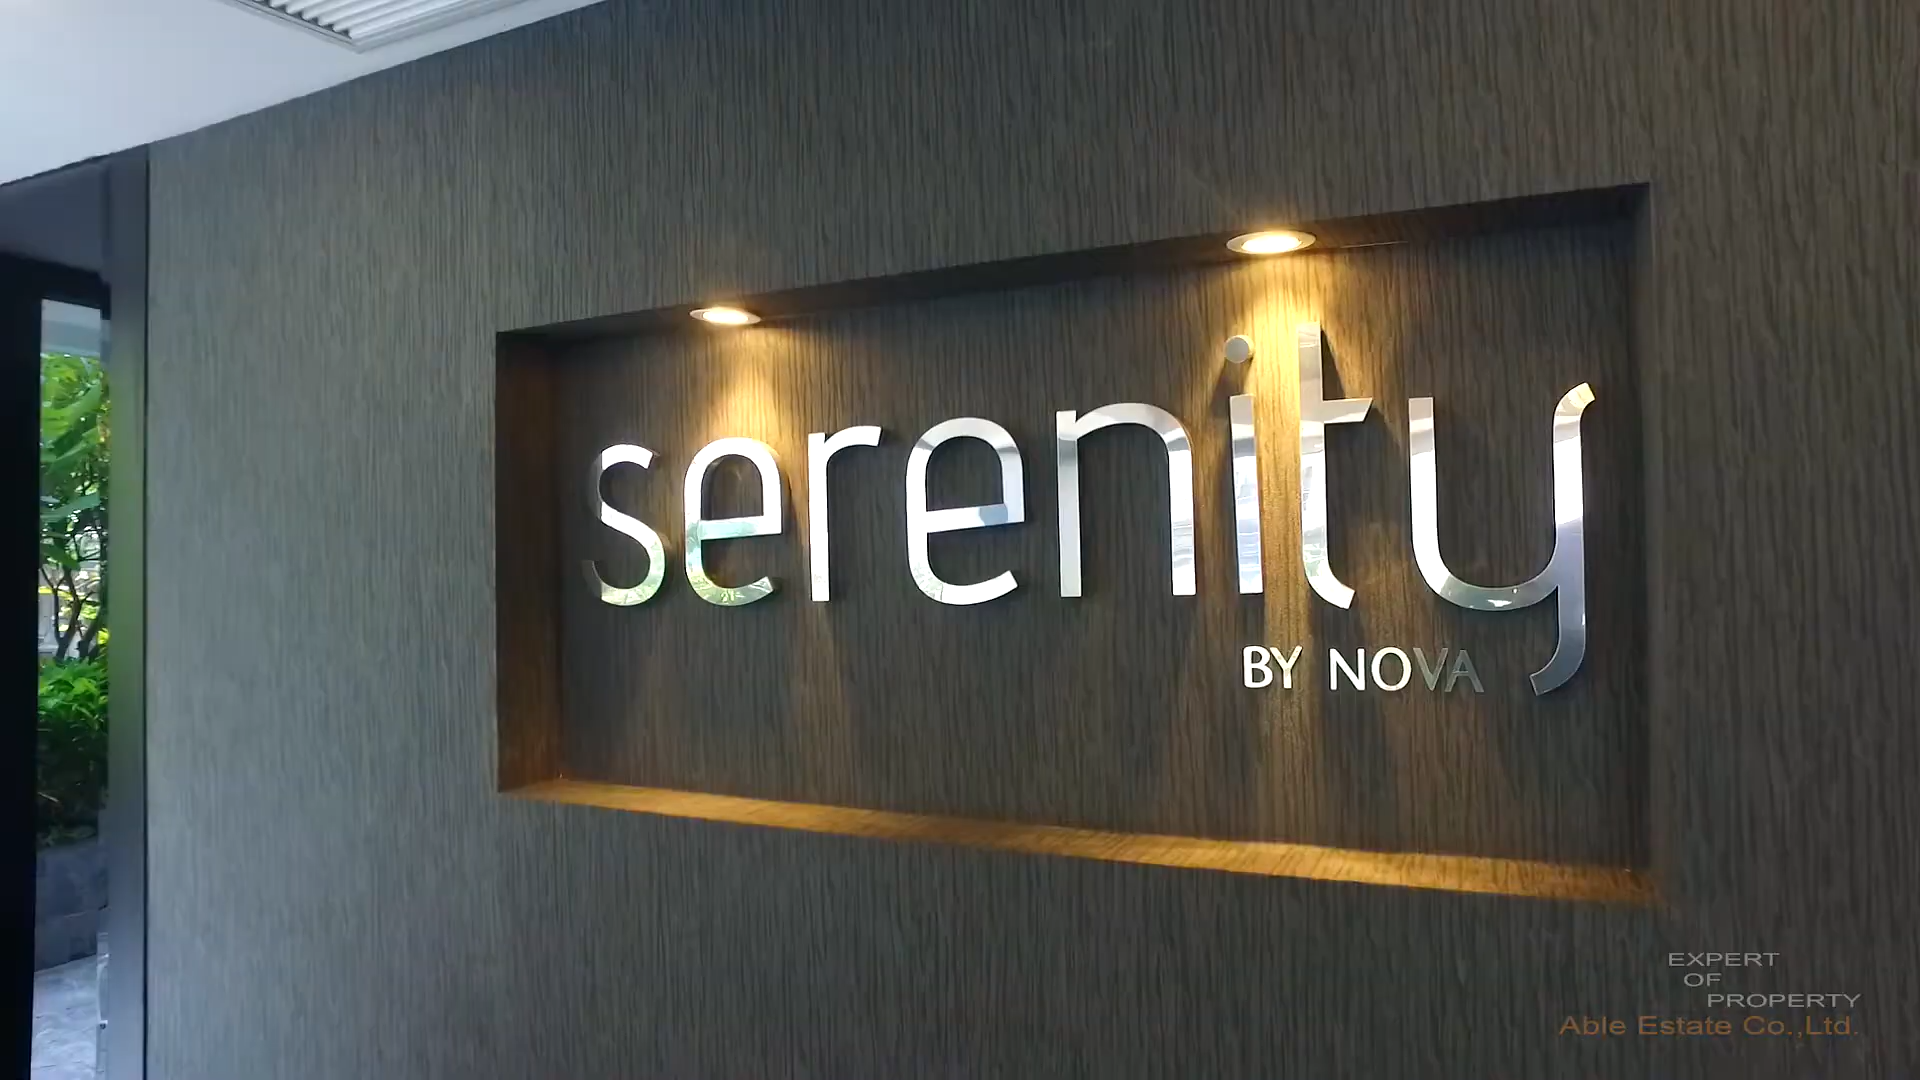 serenity
BY NOVA
EXPERT
OF
PROPERTY
Able Estate Co.,Ltd.